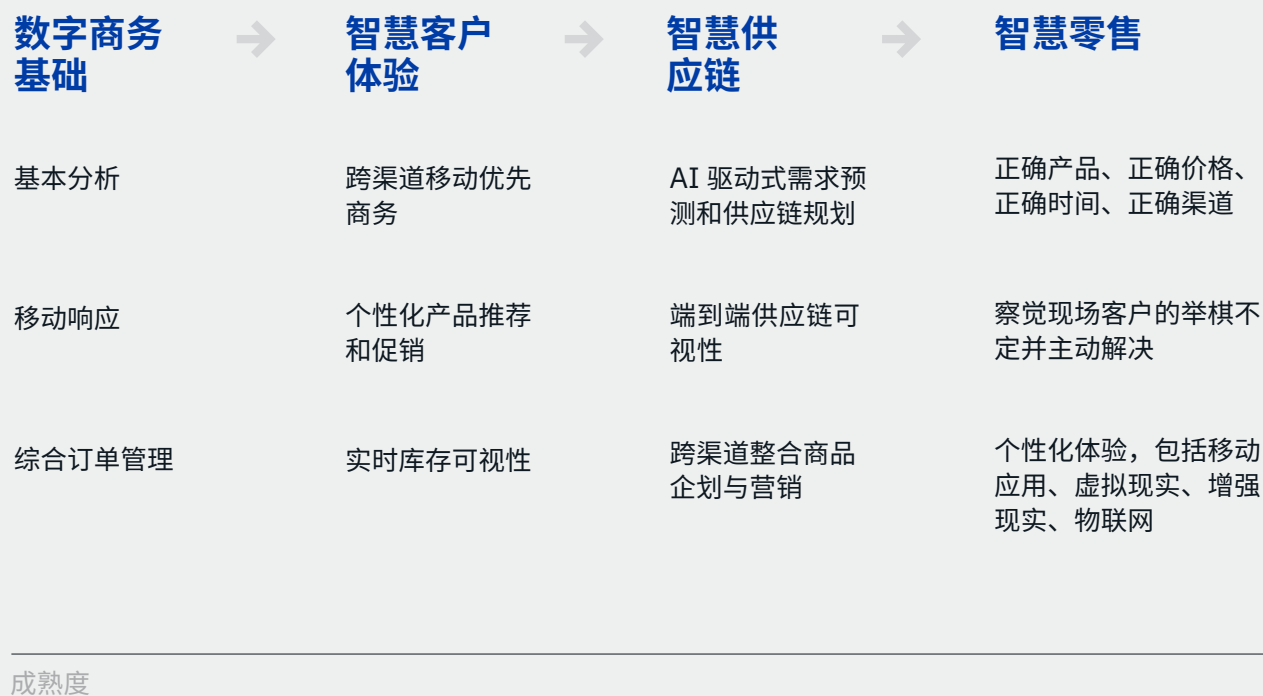 数字商务
基础
智慧客户
体验
智慧供
应链
智慧零售
基本分析
跨渠道移动优先
商务
AI 驱动式需求预
测和供应链规划
正确产品、正确价格、
正确时间、正确渠道
移动响应
个性化产品推荐
和促销
端到端供应链可
视性
察觉现场客户的举棋不
定并主动解决
综合订单管理
实时库存可视性
跨渠道整合商品
企划与营销
个性化体验，包括移动
应用、虚拟现实、增强
现实、物联网
成熟度